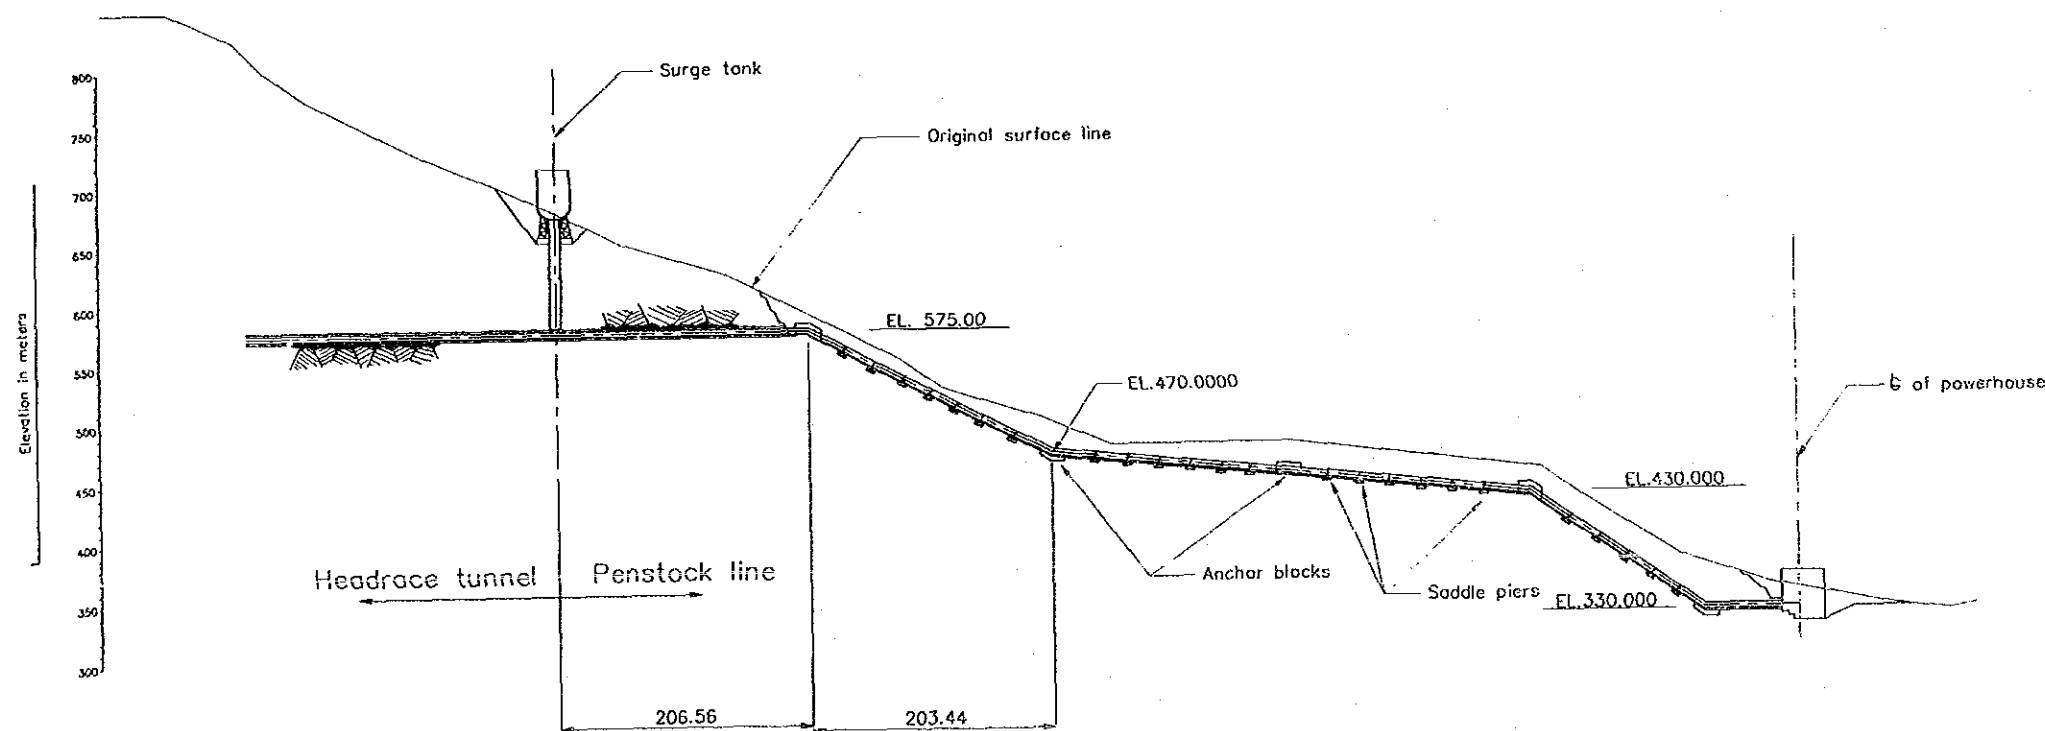 Surge tank
800
Original surface line
750
700
650
600
EL. 575.00
550
EL.470.0000
℄ of powerhouse
Elevation in meters
500
EL.430.000
450
400
Headrace tunnel
Penstock line
Anchor blocks
Saddle piers
EL.330.000
350
300
206.56
203.44